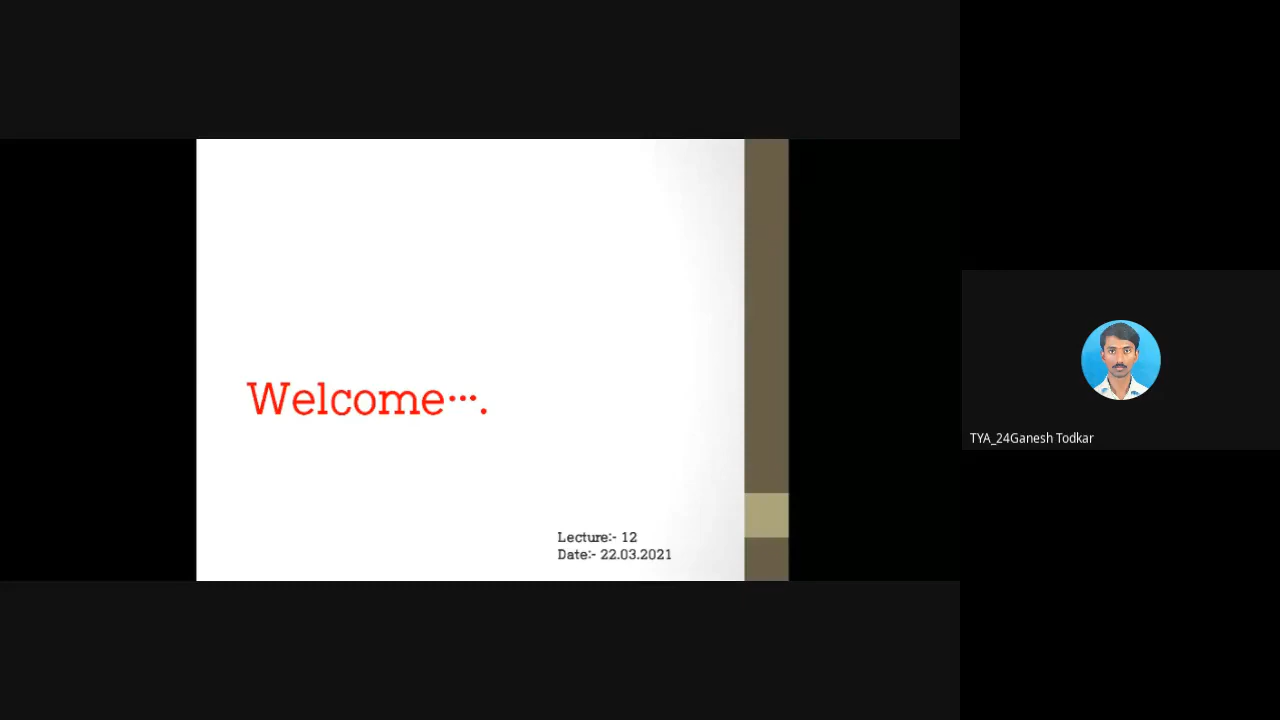 Welcome….
Lecture:- 12
Date:- 22.03.2021
TYA_24Ganesh Todkar